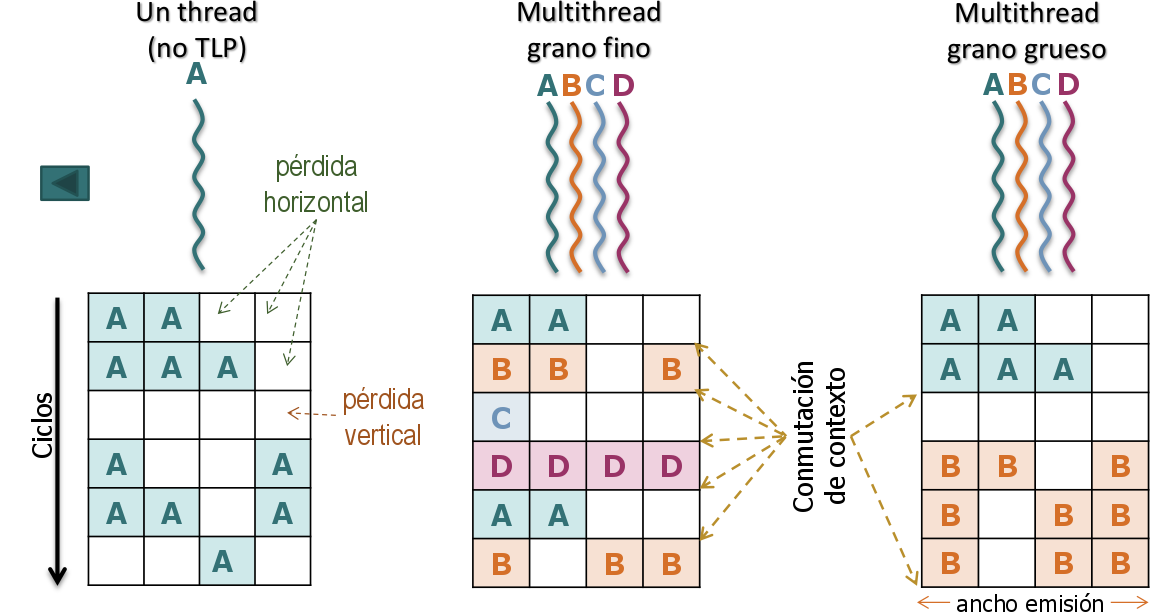 Un thread
(no TLP)
A
Multithread
grano fino
A B C D
Multithread
grano grueso
A B C D
pérdida
horizontal
pérdida
vertical
Ciclos
A A
A A A
A A
A A A
A
A A
B B B
C
D D D D
A A
B B B
Conmutación
de contexto
A A
A A A
B B B
B B B
B B B
ancho emisión